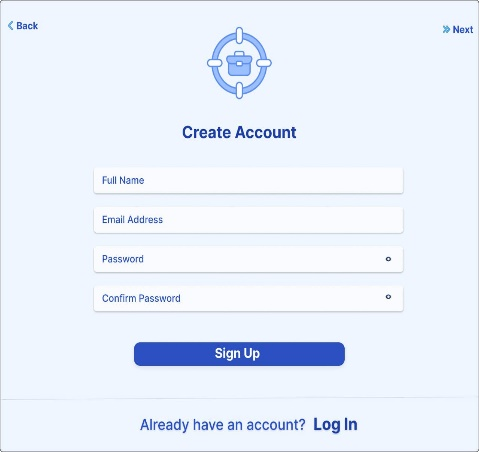 Back
Next
Create Account
Full Name
Email Address
Password
Confirm Password
Sign Up
Already have an account? Log In